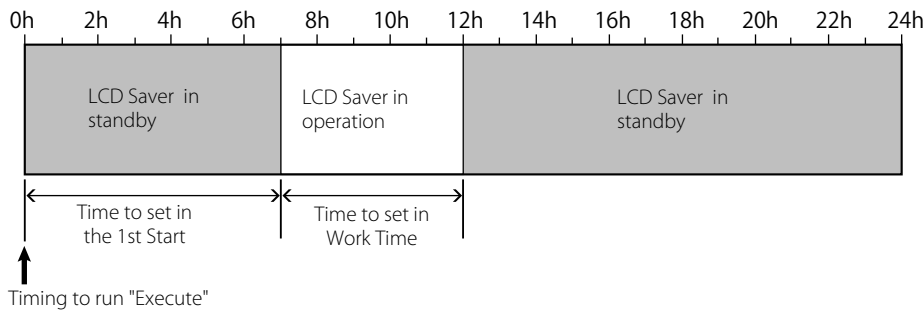 0h 2h 4h 6h 8h 10h 12h 14h 16h 18h 20h 22h 24h
LCD Saver in
standby
LCD Saver in
operation
LCD Saver in
standby
Time to set in
the 1st Start
Time to set in
Work Time
Timing to run "Execute"